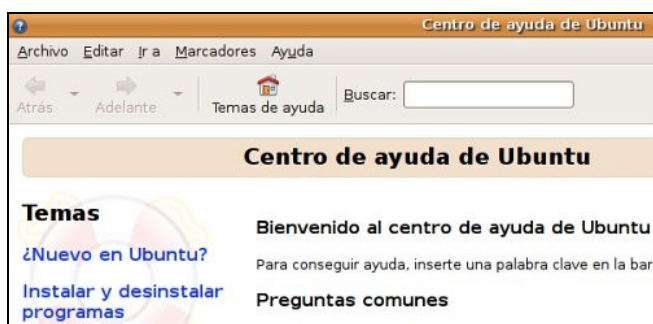 Centro de ayuda de Ubuntu
Archivo Editar Ir a Marcadores Ayuda
Atrás Adelante Temas de ayuda Buscar:
Centro de ayuda de Ubuntu
Temas
¿Nuevo en Ubuntu?
Instalar y desinstalar
programas
Bienvenido al centro de ayuda de Ubuntu
Para conseguir ayuda, inserte una palabra clave en la bar
Preguntas comunes